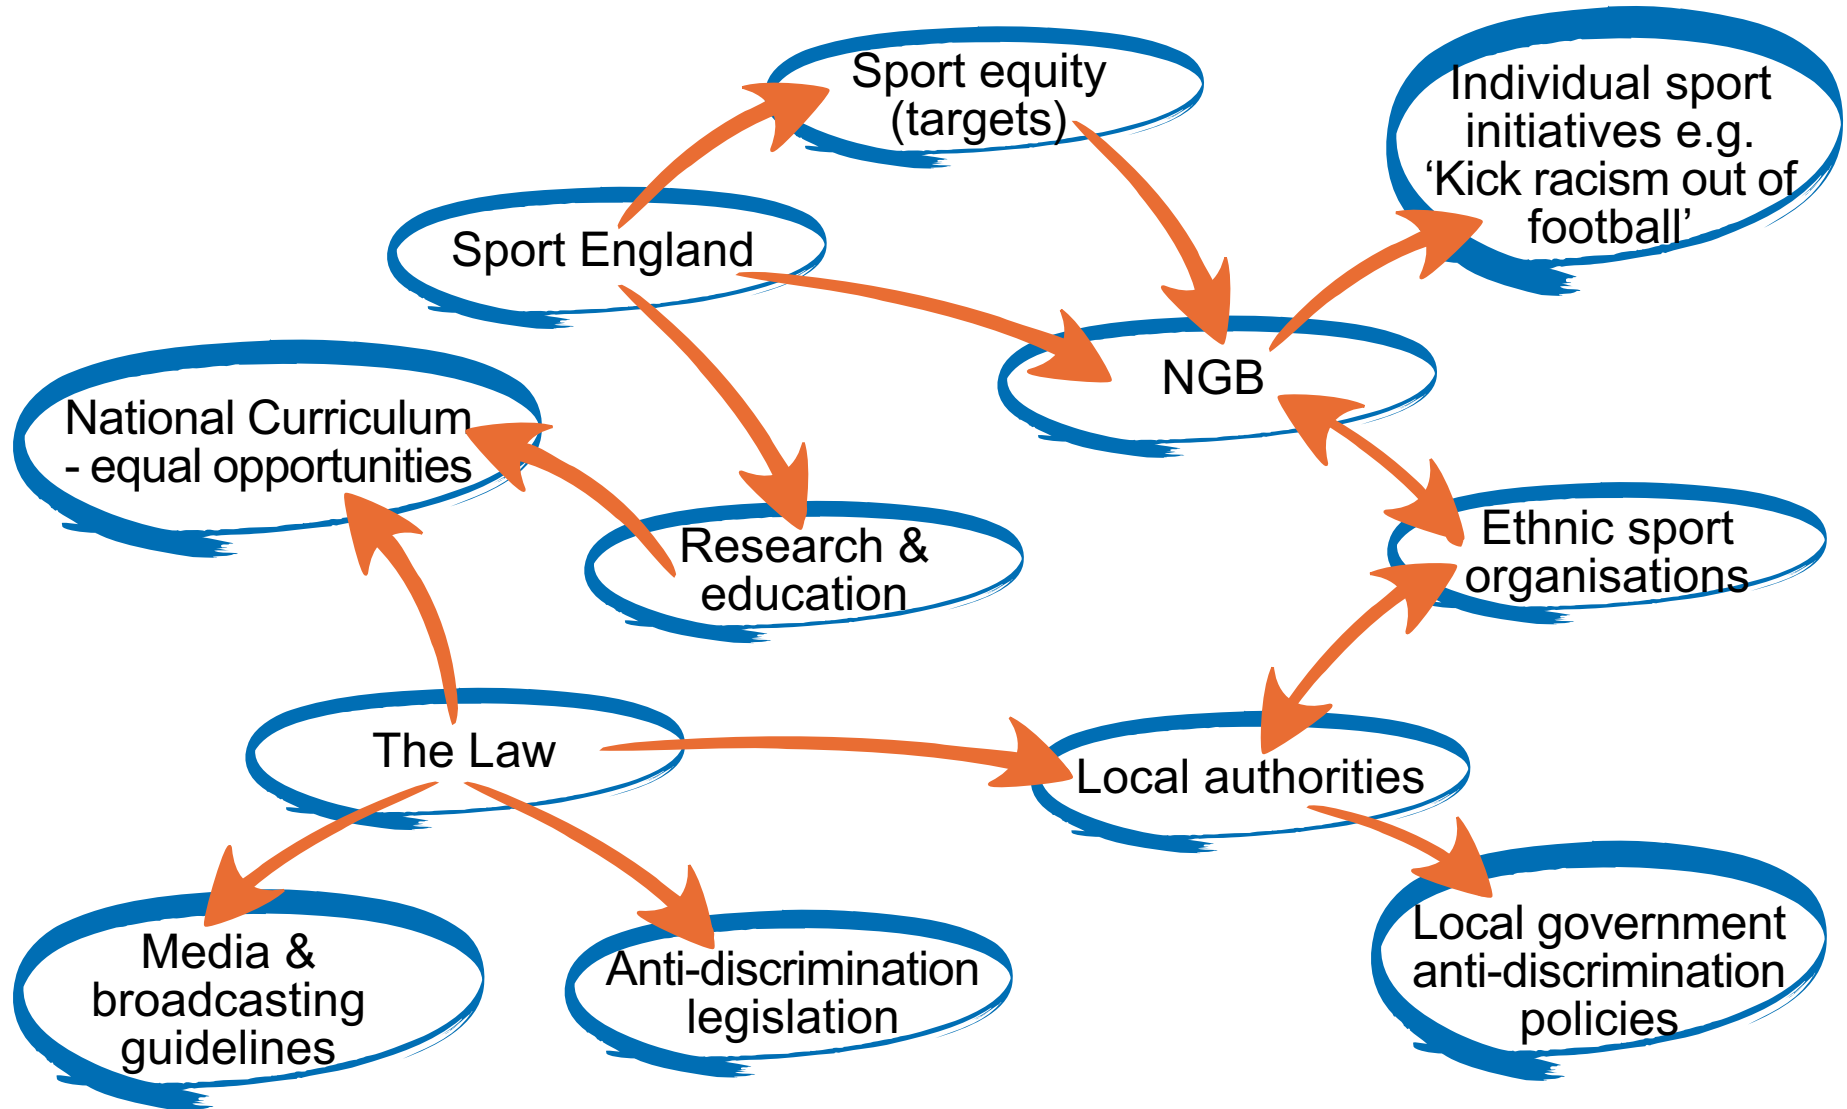 Sport equity
(targets)
Individual sport
initiatives e.g.
‘Kick racism out of
football’
Sport England
NGB
National Curriculum
- equal opportunities
Research &
education
Ethnic sport
organisations
The Law
Local authorities
Media &
broadcasting
guidelines
Anti-discrimination
legislation
Local government
anti-discrimination
policies